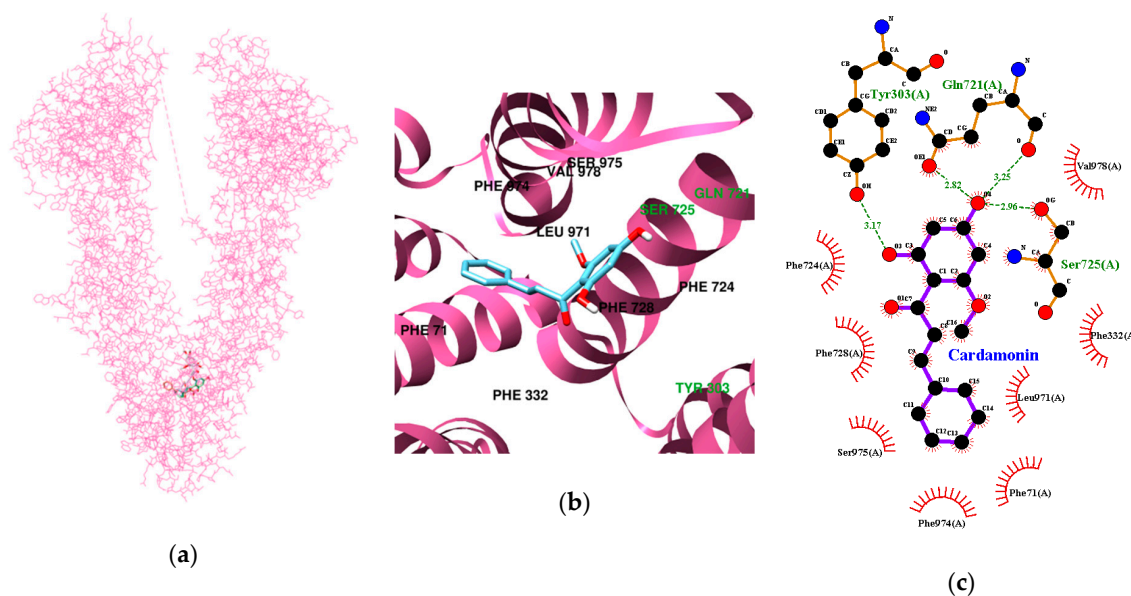 SER 975
VAL 978
PHE 974
GLN 721
SER 725
LEU 971
PHE 724
PHE 728
PHE 71
PHE 332
TYR 303
N
CA
O
CB
C
Tyr303(A)
CG
CD1
CD2
CE1
CE2
CZ
OH
Gln721(A)
N
CA
CB
C
NE2
CD
CG
O
OE1
Val978(A)
2.82
3.25
O4
2.96
OG
CB
3.17
C5
C6
N
CA
Ser725(A)
O3
C3
C4
C
Phe724(A)
C1
C2
O1
C7
O2
O
C8
C16
Phe728(A)
Phe332(A
C9
Cardamonin
C10
C15
Leu971(A)
C11
C14
C12
C13
Ser975(A)
Phe71(A)
Phe974(A)
(a)
(b)
(c)